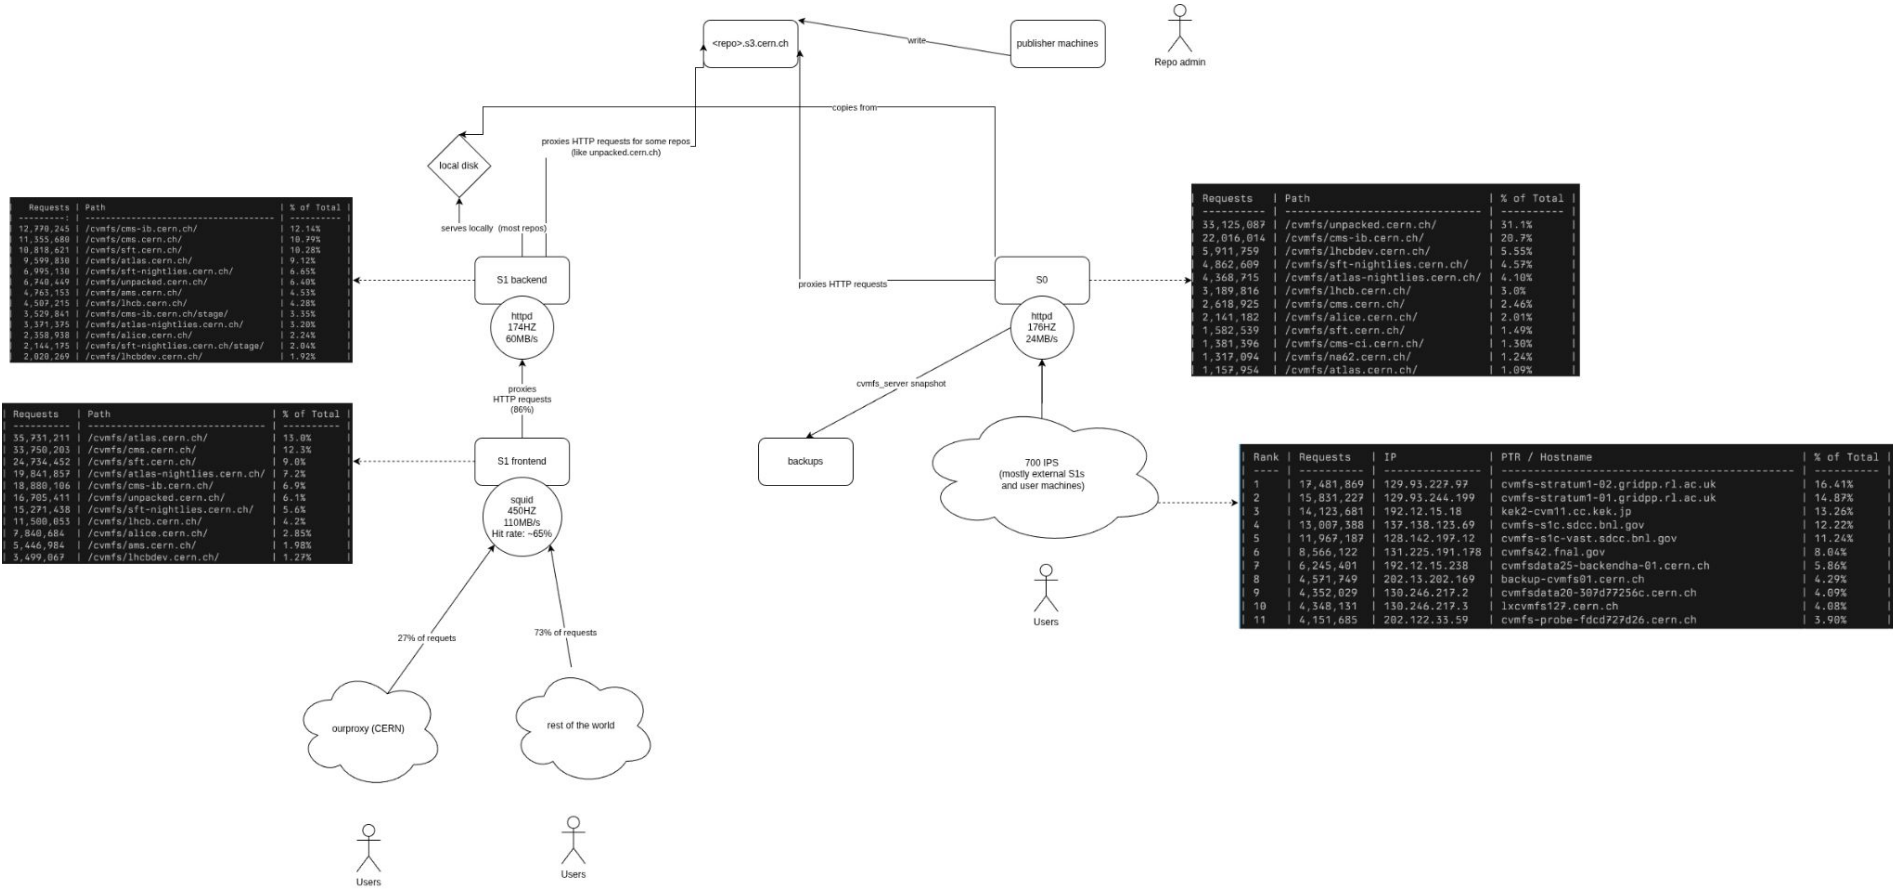 <repo>.s3.cern.ch
write
publisher machines
Repo admin
copies from
proxies HTTP requests for some repos
(like unpacked.cern.ch)
local disk
serves locally (most repos)
S1 backend
httpd
174HZ
60MB/s
proxies
HTTP requests
(86%)
S1 frontend
squid
450HZ
110MB/s
Hit rate: ~65%
27% of requets
73% of requests
ourproxy (CERN)
rest of the world
Users
Users
proxies HTTP requests
S0
httpd
176HZ
24MB/s
cvmfs_server snapshot
backups
700 IPS
(mostly external S1s
and user machines)
Users
| Requests | Path | % of Total |
| ---------: | ------------------------------------ | ---------- |
| 12,770,245 | /cvmfs/cms-ib.cern.ch/ | 12.14% |
| 11,355,680 | /cvmfs/cms.cern.ch/ | 10.79% |
| 10,818,621 | /cvmfs/sft.cern.ch/ | 10.28% |
| 9,599,830 | /cvmfs/atlas.cern.ch/ | 9.12% |
| 6,995,130 | /cvmfs/sft-nightlies.cern.ch/ | 6.65% |
| 6,740,449 | /cvmfs/unpacked.cern.ch/ | 6.40% |
| 4,763,153 | /cvmfs/ams.cern.ch/ | 4.53% |
| 4,507,215 | /cvmfs/lhcb.cern.ch/ | 4.28% |
| 3,529,841 | /cvmfs/cms-ib.cern.ch/stage/ | 3.35% |
| 3,371,375 | /cvmfs/atlas-nightlies.cern.ch/ | 3.20% |
| 2,358,938 | /cvmfs/alice.cern.ch/ | 2.24% |
| 2,144,175 | /cvmfs/sft-nightlies.cern.ch/stage/ | 2.04% |
| 2,020,269 | /cvmfs/lhcbdev.cern.ch/ | 1.92% |
| Requests | Path | % of Total |
| ---------- | ------------------------------- | ---------- |
| 35,731,211 | /cvmfs/atlas.cern.ch/ | 13.0% |
| 33,750,203 | /cvmfs/cms.cern.ch/ | 12.3% |
| 24,734,452 | /cvmfs/sft.cern.ch/ | 9.0% |
| 19,841,857 | /cvmfs/atlas-nightlies.cern.ch/ | 7.2% |
| 18,880,106 | /cvmfs/cms-ib.cern.ch/ | 6.9% |
| 16,705,411 | /cvmfs/unpacked.cern.ch/ | 6.1% |
| 15,271,438 | /cvmfs/sft-nightlies.cern.ch/ | 5.6% |
| 11,500,053 | /cvmfs/lhcb.cern.ch/ | 4.2% |
| 7,840,684 | /cvmfs/alice.cern.ch/ | 2.85% |
| 5,446,984 | /cvmfs/ams.cern.ch/ | 1.98% |
| 3,499,067 | /cvmfs/lhcbdev.cern.ch/ | 1.27% |
| Requests | Path | % of Total |
| ---------- | ------------------------------- | ---------- |
| 33,125,087 | /cvmfs/unpacked.cern.ch/ | 31.1% |
| 22,016,014 | /cvmfs/cms-ib.cern.ch/ | 20.7% |
| 5,911,759 | /cvmfs/lhcbdev.cern.ch/ | 5.55% |
| 4,862,609 | /cvmfs/sft-nightlies.cern.ch/ | 4.57% |
| 4,368,715 | /cvmfs/atlas-nightlies.cern.ch/ | 4.10% |
| 3,189,816 | /cvmfs/lhcb.cern.ch/ | 3.0% |
| 2,618,925 | /cvmfs/cms.cern.ch/ | 2.46% |
| 2,141,182 | /cvmfs/alice.cern.ch/ | 2.01% |
| 1,582,539 | /cvmfs/sft.cern.ch/ | 1.49% |
| 1,381,396 | /cvmfs/cms-ci.cern.ch/ | 1.30% |
| 1,317,094 | /cvmfs/na62.cern.ch/ | 1.24% |
| 1,157,954 | /cvmfs/atlas.cern.ch/ | 1.09% |
| Rank | Requests | IP | PTR / Hostname | % of Total |
| ---- | ---------- | --------------- | ---------------------------------------------- | ---------- |
| 1 | 17,481,869 | 129.93.227.97 | cvmfs-stratum1-02.gridpp.rl.ac.uk | 16.41% |
| 2 | 15,831,227 | 129.93.244.199 | cvmfs-stratum1-01.gridpp.rl.ac.uk | 14.87% |
| 3 | 14,123,681 | 192.12.15.18 | kek2-cvm11.cc.kek.jp | 13.26% |
| 4 | 13,007,388 | 137.138.123.69 | cvmfs-s1c.sdcc.bnl.gov | 12.22% |
| 5 | 11,967,187 | 128.142.197.12 | cvmfs-s1c-vast.sdcc.bnl.gov | 11.24% |
| 6 | 8,566,122 | 131.225.191.178 | cvmfs42.fnal.gov | 8.04% |
| 7 | 6,245,401 | 192.12.15.238 | cvmfsdata25-backendha-01.cern.ch | 5.86% |
| 8 | 4,571,749 | 202.13.202.169 | backup-cvmfs01.cern.ch | 4.29% |
| 9 | 4,352,029 | 130.246.217.2 | cvmfsdata20-307d77256c.cern.ch | 4.09% |
| 10 | 4,348,131 | 130.246.217.3 | lxcvmfs127.cern.ch | 4.08% |
| 11 | 4,151,685 | 202.122.33.59 | cvmfs-probe-fdcd727d26.cern.ch | 3.90% |